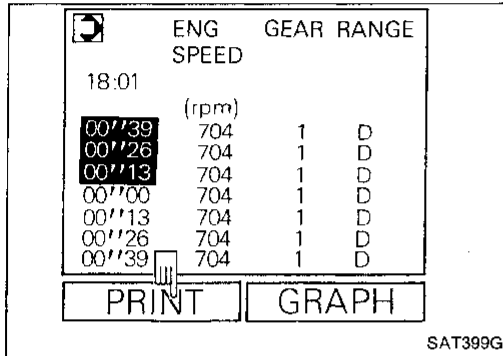 ENG GEAR RANGE
SPEED
18:01
(rpm)
00''39 704 1 D
00''26 704 1 D
00''13 704 1 D
00''00 704 1 D
00''13 704 1 D
00''26 704 1 D
00''39 704 1 D
PRINT GRAPH
SAT399G